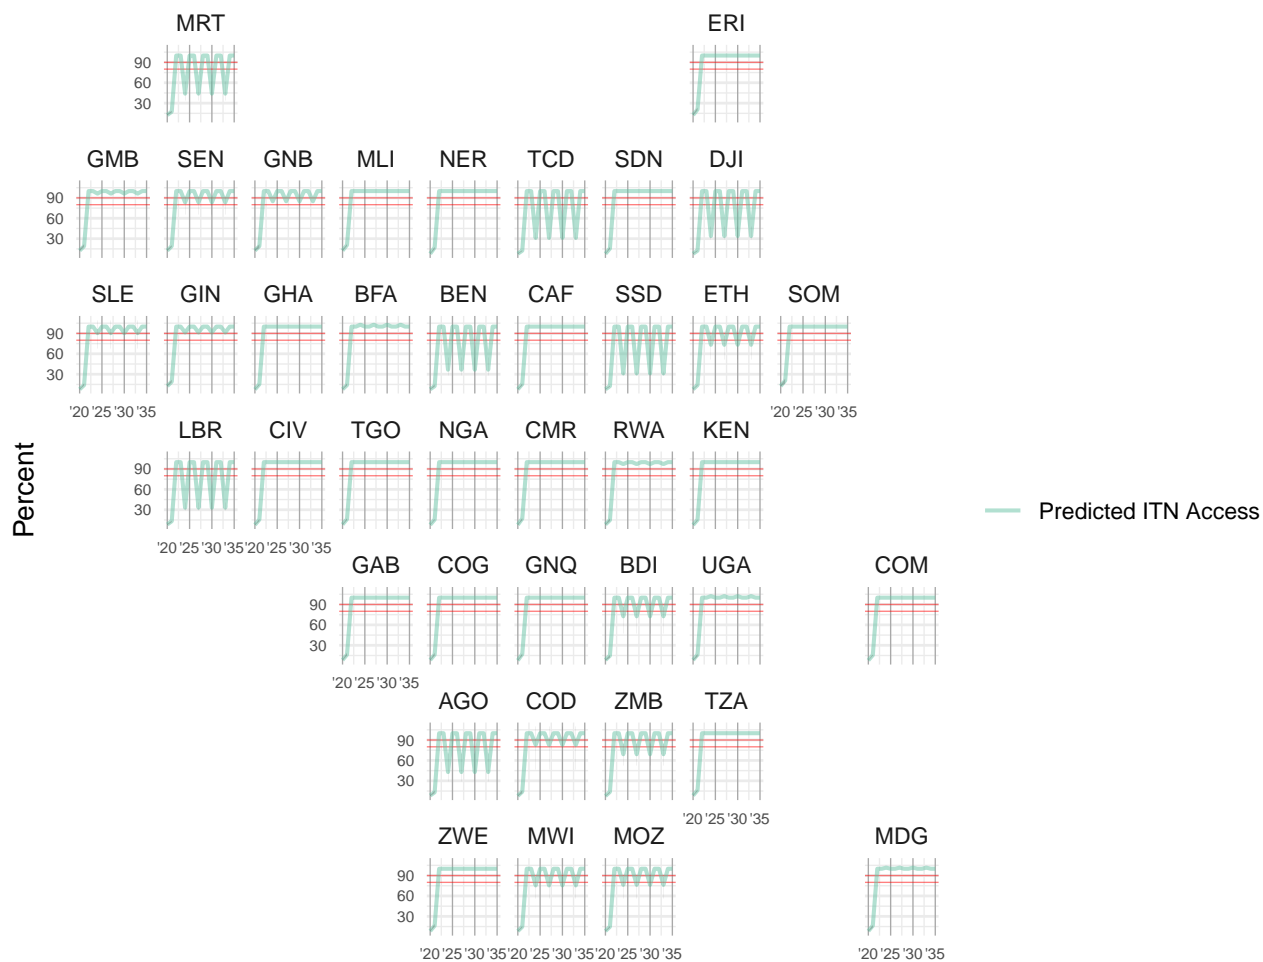 MRT ERI
90
60
30
GMB SEN GNB MLI NER TCD SDN DJI
90
60
30
SLE GIN GHA BFA BEN CAF SSD ETH SOM
90
60
30
'20 '25 '30 '35 '20 '25 '30 '35
LBR CIV TGO NGA CMR RWA KEN
90
60
30
'20 '25 '30 '35 '20 '25 '30 '35
Percent
Predicted ITN Access
GAB COG GNQ BDI UGA COM
90
60
30
'20 '25 '30 '35
AGO COD ZMB TZA
90
60
30
'20 '25 '30 '35
ZWE MWI MOZ MDG
90
60
30
'20 '25 '30 '35 '20 '25 '30 '35 '20 '25 '30 '35 '20 '25 '30 '35